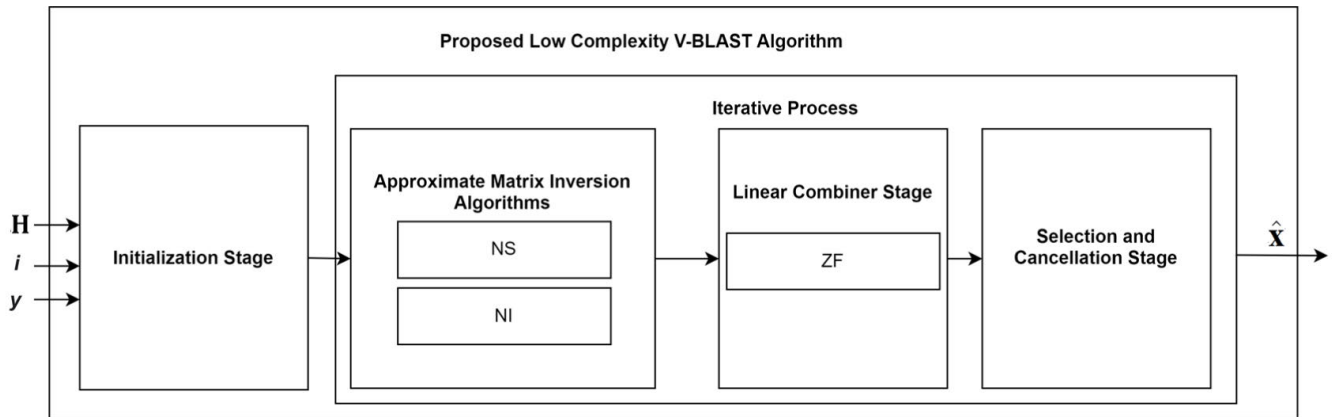 Proposed Low Complexity V-BLAST Algorithm
Iterative Process
H
i
y
Initialization Stage
Approximate Matrix Inversion
Algorithms
NS
NI
Linear Combiner Stage
ZF
Selection and
Cancellation Stage
x̂